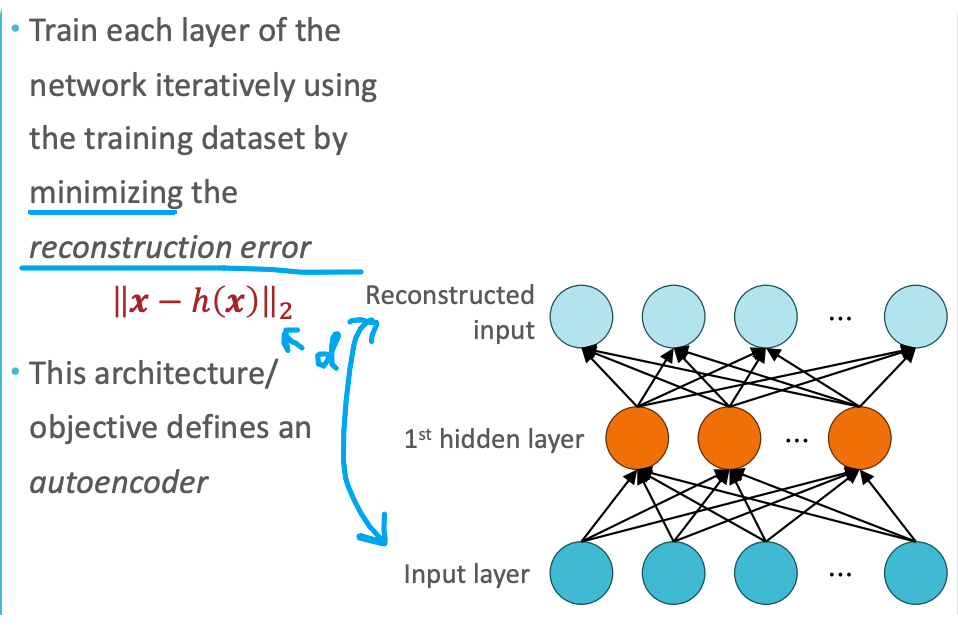 • Train each layer of the
network iteratively using
the training dataset by
minimizing the
reconstruction error
‖x − h(x)‖₂
d
• This architecture/
objective defines an
autoencoder
Reconstructed
input
...
1st hidden layer
...
Input layer
...